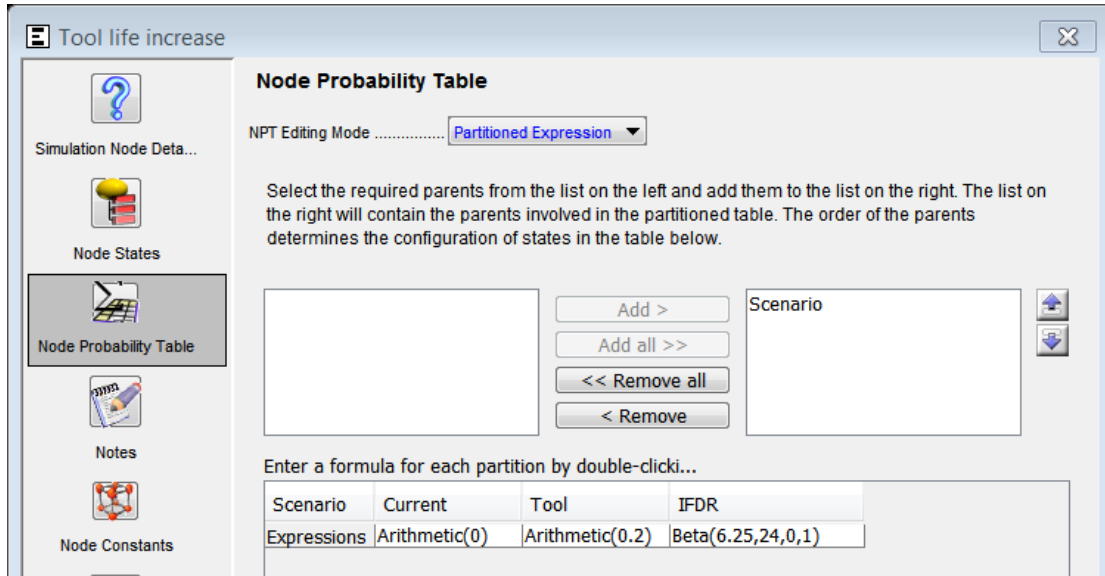 Tool life increase
Node Probability Table
NPT Editing Mode ................ Partitioned Expression
Simulation Node Deta...
Select the required parents from the list on the left and add them to the list on the right. The list on
the right will contain the parents involved in the partitioned table. The order of the parents
determines the configuration of states in the table below.
Node States
Node Probability Table
Notes
Node Constants
Add >
Add all >>
<< Remove all
< Remove
Scenario
Enter a formula for each partition by double-clicki...
Scenario Current Tool IFDR
Expressions Arithmetic(0) Arithmetic(0.2) Beta(6.25,24,0,1)